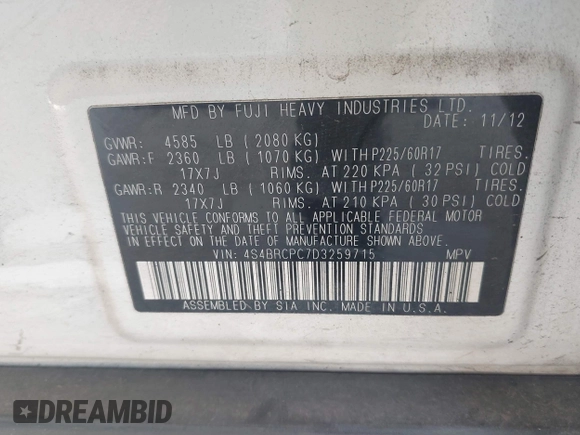 MFD BY FUJI HEAVY INDUSTRIES LTD.
DATE: 11/12
GVWR: 4585 LB (2080 KG)
GAWR:F 2360 LB (1070 KG) WITH P225/60R17 TIRES.
17X7J RIMS. AT 220 KPA (32 PSI) COLD
GAWR:R 2340 LB (1060 KG) WITH P225/60R17 TIRES.
17X7J RIMS. AT 210 KPA (30 PSI) COLD
THIS VEHICLE CONFORMS TO ALL APPLICABLE FEDERAL MOTOR
VEHICLE SAFETY AND THEFT PREVENTION STANDARDS
IN EFFECT ON THE DATE OF MANUFACTURE SHOWN ABOVE.
VIN: 4S4BRCPC7D3259715 MPV
ASSEMBLED BY SIA INC. MADE IN U.S.A.
DREAMBID